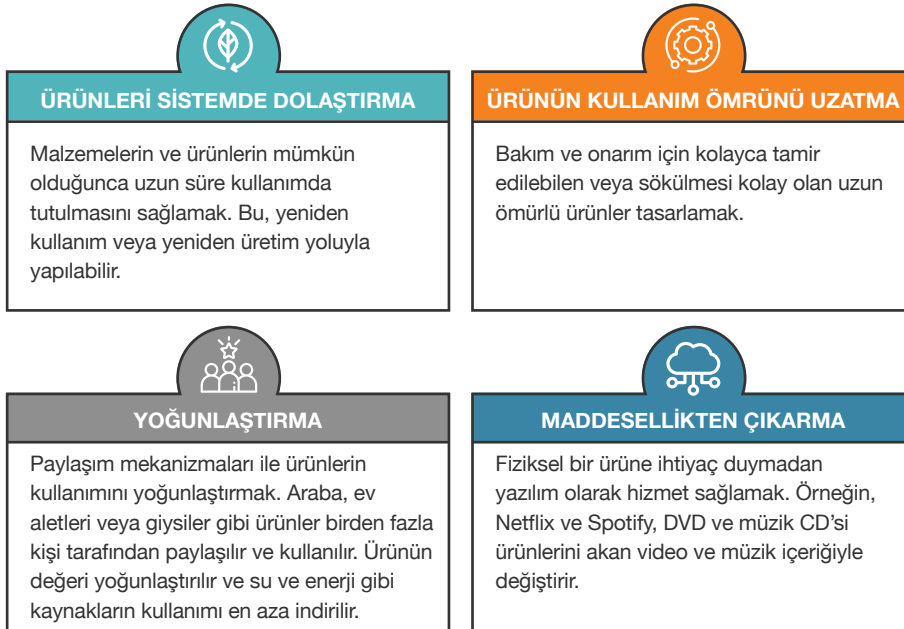 ÜRÜNLERİ SİSTEMDE DOLAŞTIRMA
Malzemelerin ve ürünlerin mümkün
olduğunca uzun süre kullanımda
tutulmasını sağlamak. Bu, yeniden
kullanım veya yeniden üretim yoluyla
yapılabilir.
ÜRÜNÜN KULLANIM ÖMRÜNÜ UZATMA
Bakım ve onarım için kolayca tamir
edilebilen veya sökülmesi kolay olan uzun
ömürlü ürünler tasarlamak.
YOĞUNLAŞTIRMA
Paylaşım mekanizmaları ile ürünlerin
kullanımını yoğunlaştırmak. Araba, ev
aletleri veya giysiler gibi ürünler birden fazla
kişi tarafından paylaşılır ve kullanılır. Ürünün
değeri yoğunlaştırılır ve su ve enerji gibi
kaynakların kullanımı en aza indirilir.
MADDESELLİKTEN ÇIKARMA
Fiziksel bir ürüne ihtiyaç duymadan
yazılım olarak hizmet sağlamak. Örneğin,
Netflix ve Spotify, DVD ve müzik CD’si
ürünlerini akan video ve müzik içeriğiyle
değiştirir.